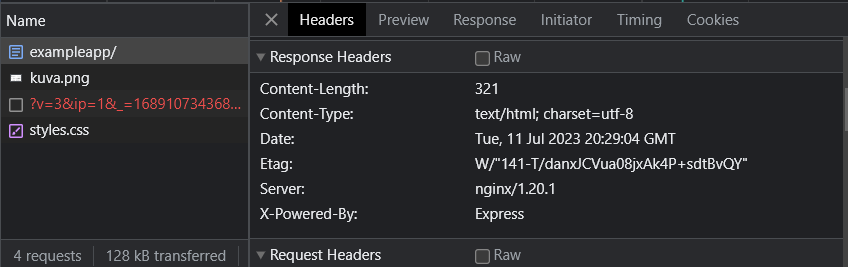 Name
exampleapp/
kuva.png
?v=3&ip=1&_=168910734368...
styles.css
4 requests 128 kB transferred
Headers Preview Response Initiator Timing Cookies
Response Headers Raw
Content-Length: 321
Content-Type: text/html; charset=utf-8
Date: Tue, 11 Jul 2023 20:29:04 GMT
Etag: W/"141-T/danxJCVua08jxAk4P+sdtBvQY"
Server: nginx/1.20.1
X-Powered-By: Express
Request Headers Raw